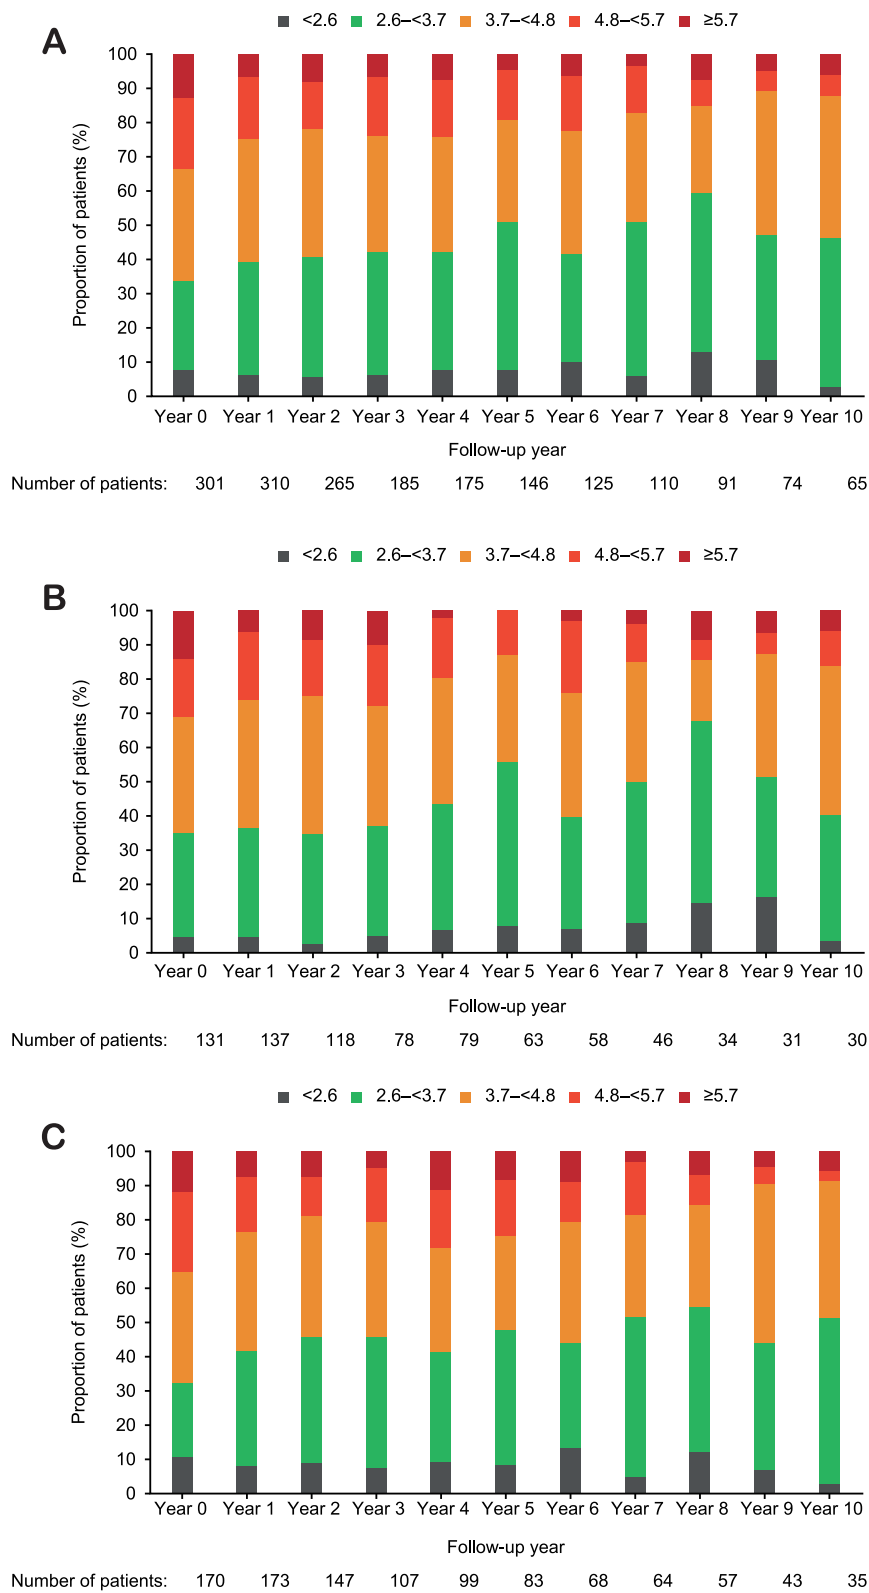 <2.6 2.6–<3.7 3.7–<4.8 4.8–<5.7 ≥5.7
A
100
90
80
70
60
50
40
30
20
10
0
Proportion of patients (%)
Year 0 Year 1 Year 2 Year 3 Year 4 Year 5 Year 6 Year 7 Year 8 Year 9 Year 10
Follow-up year
Number of patients: 301 310 265 185 175 146 125 110 91 74 65
<2.6 2.6–<3.7 3.7–<4.8 4.8–<5.7 ≥5.7
B
100
90
80
70
60
50
40
30
20
10
0
Proportion of patients (%)
Year 0 Year 1 Year 2 Year 3 Year 4 Year 5 Year 6 Year 7 Year 8 Year 9 Year 10
Follow-up year
Number of patients: 131 137 118 78 79 63 58 46 34 31 30
<2.6 2.6–<3.7 3.7–<4.8 4.8–<5.7 ≥5.7
C
100
90
80
70
60
50
40
30
20
10
0
Proportion of patients (%)
Year 0 Year 1 Year 2 Year 3 Year 4 Year 5 Year 6 Year 7 Year 8 Year 9 Year 10
Follow-up year
Number of patients: 170 173 147 107 99 83 68 64 57 43 35